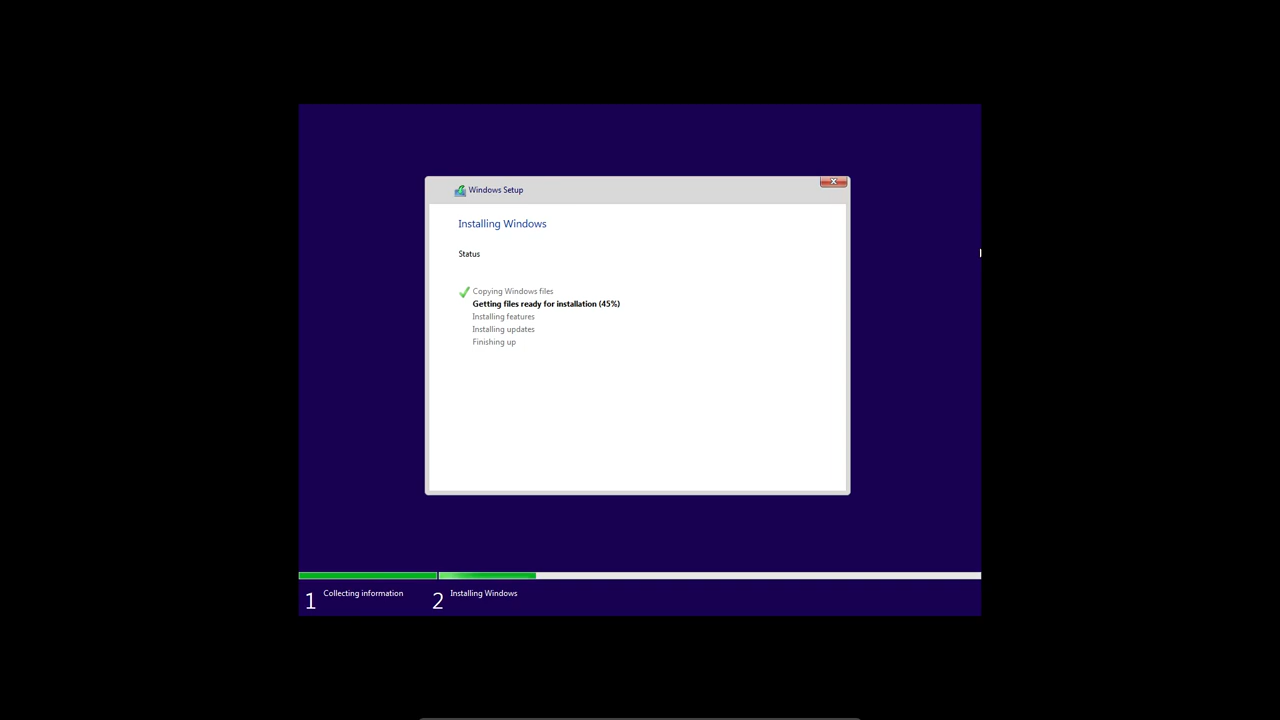 Windows Setup
Installing Windows
Status
Copying Windows files
Getting files ready for installation (45%)
Installing features
Installing updates
Finishing up
1 Collecting information
2 Installing Windows